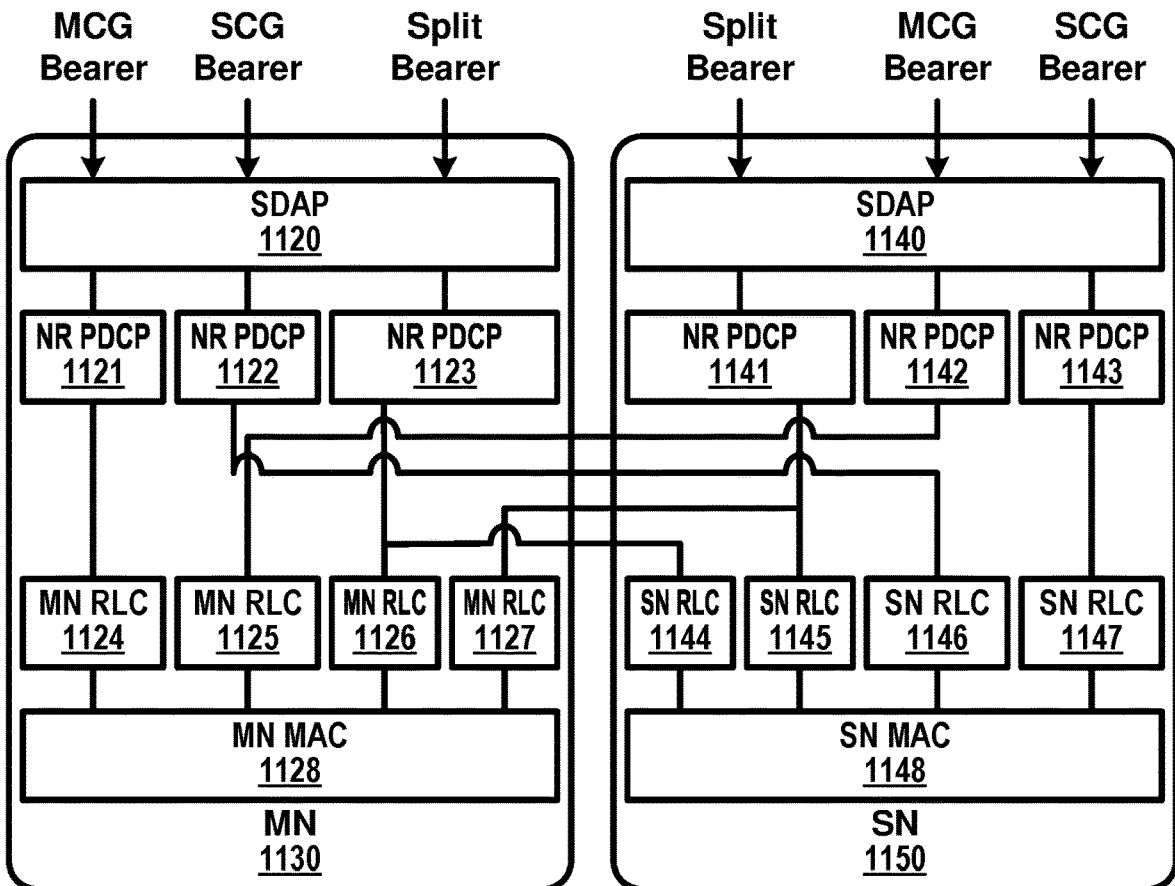 MCG Bearer
SCG Bearer
Split Bearer
Split Bearer
MCG Bearer
SCG Bearer
SDAP
1120
SDAP
1140
NR PDCP
1121
NR PDCP
1122
NR PDCP
1123
NR PDCP
1141
NR PDCP
1142
NR PDCP
1143
MN RLC
1124
MN RLC
1125
MN RLC
1126
MN RLC
1127
SN RLC
1144
SN RLC
1145
SN RLC
1146
SN RLC
1147
MN MAC
1128
SN MAC
1148
MN
1130
SN
1150